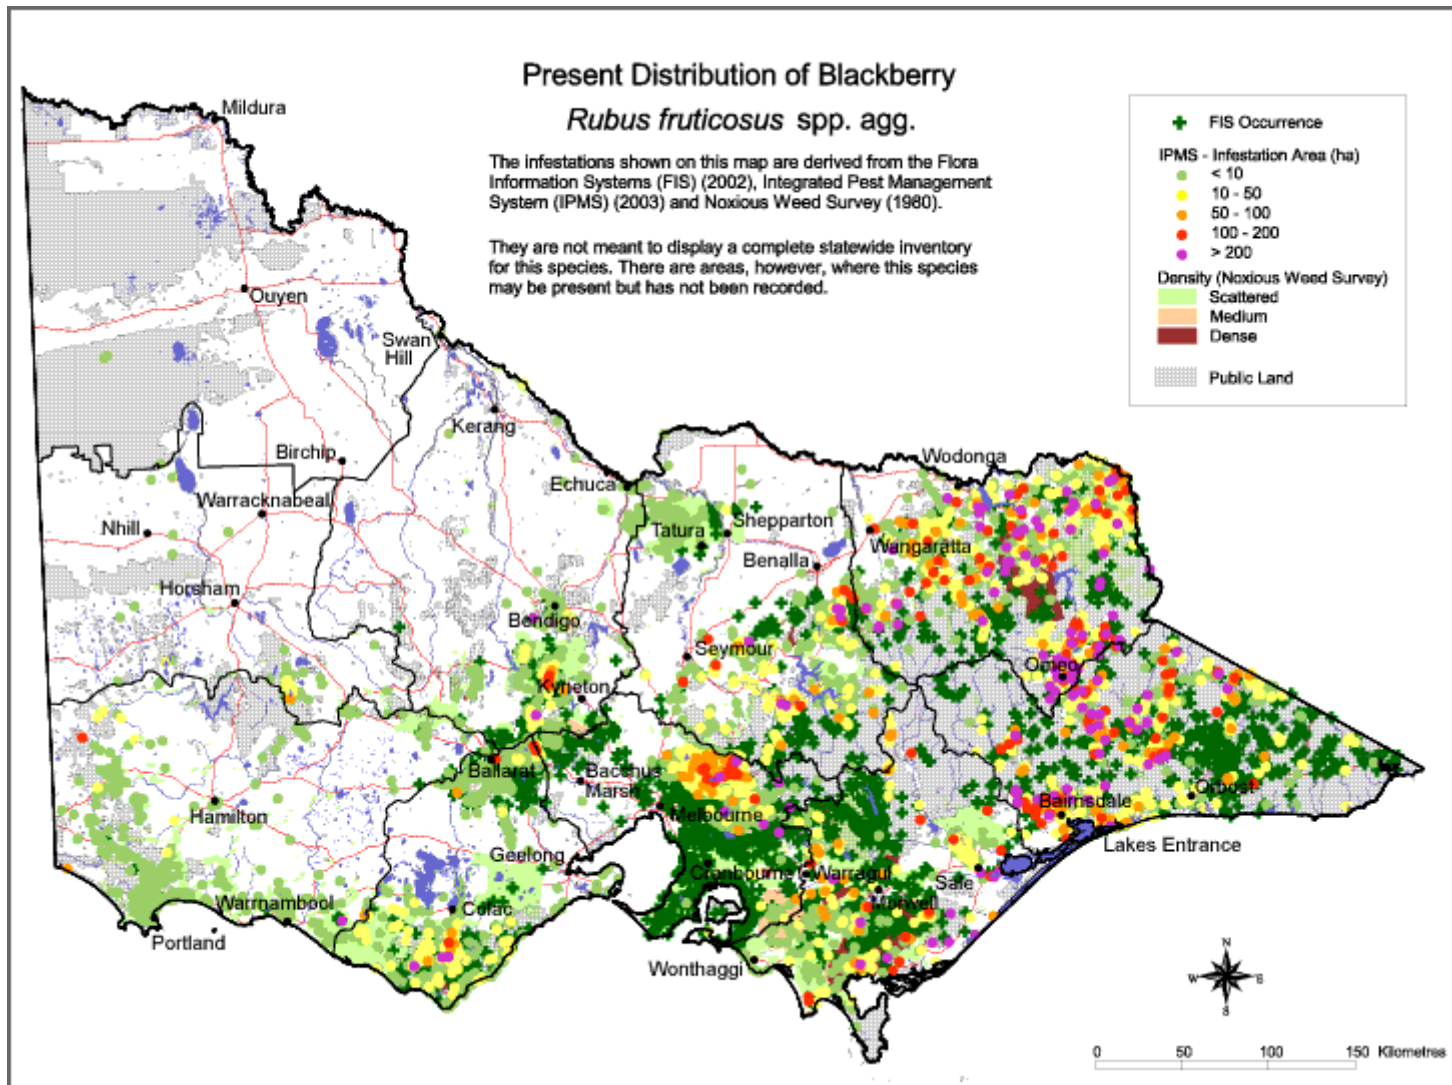 Present Distribution of Blackberry
Rubus fruticosus spp. agg.
The infestations shown on this map are derived from the Flora
Information Systems (FIS) (2002), Integrated Pest Management
System (IPMS) (2003) and Noxious Weed Survey (1980).
They are not meant to display a complete statewide inventory
for this species. There are areas, however, where this species
may be present but has not been recorded.
FIS Occurrence
IPMS - Infestation Area (ha)
< 10
10 - 50
50 - 100
100 - 200
> 200
Density (Noxious Weed Survey)
Scattered
Medium
Dense
Public Land
Mildura
Ouyen
Swan
Hill
Kerang
Birchip
Wodonga
Echuca
Warracknabeal
Nhill
Tatura
Shepparton
Wangaratta
Benalla
Horsham
Bendigo
Seymour
Omeo
Kyneton
Ballarat
Bacchus
Marsh
Hamilton
Melbourne
Bairnsdale
Orbost
Lakes Entrance
Geelong
Cranbourne
Warragul
Sale
Morwell
Warrnambool
Colac
Portland
Wonthaggi
N
W
E
S
0 50 100 150 Kilometres